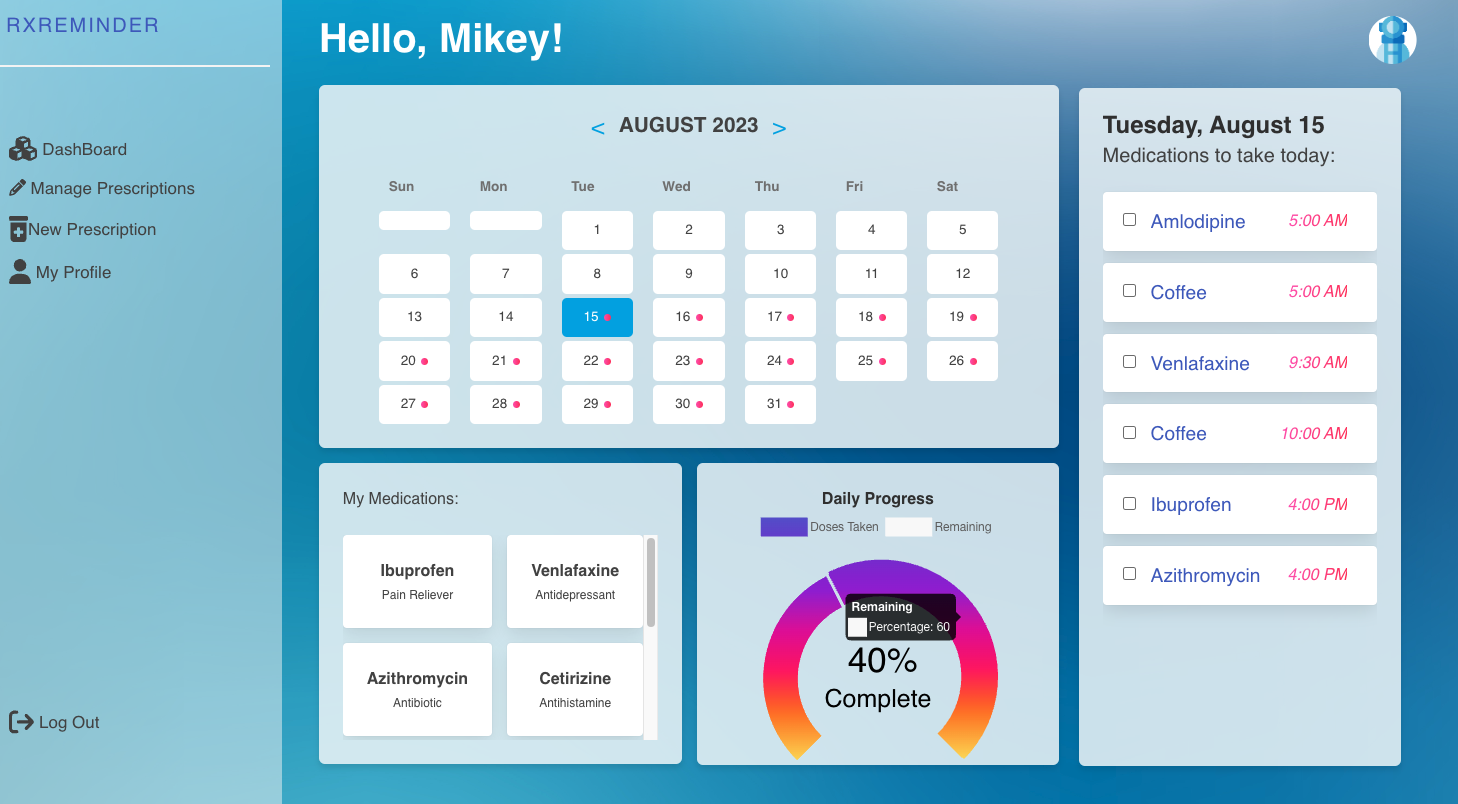 RXREMINDER
DashBoard
Manage Prescriptions
New Prescription
My Profile
Log Out
Hello, Mikey!
< AUGUST 2023 >
Sun Mon Tue Wed Thu Fri Sat
1 2 3 4 5
6 7 8 9 10 11 12
13 14 15 16 17 18 19
20 21 22 23 24 25 26
27 28 29 30 31
My Medications:
Ibuprofen
Pain Reliever
Venlafaxine
Antidepressant
Azithromycin
Antibiotic
Cetirizine
Antihistamine
Daily Progress
Doses Taken Remaining
Remaining
Percentage: 60
40%
Complete
Tuesday, August 15
Medications to take today:
Amlodipine 5:00 AM
Coffee 5:00 AM
Venlafaxine 9:30 AM
Coffee 10:00 AM
Ibuprofen 4:00 PM
Azithromycin 4:00 PM